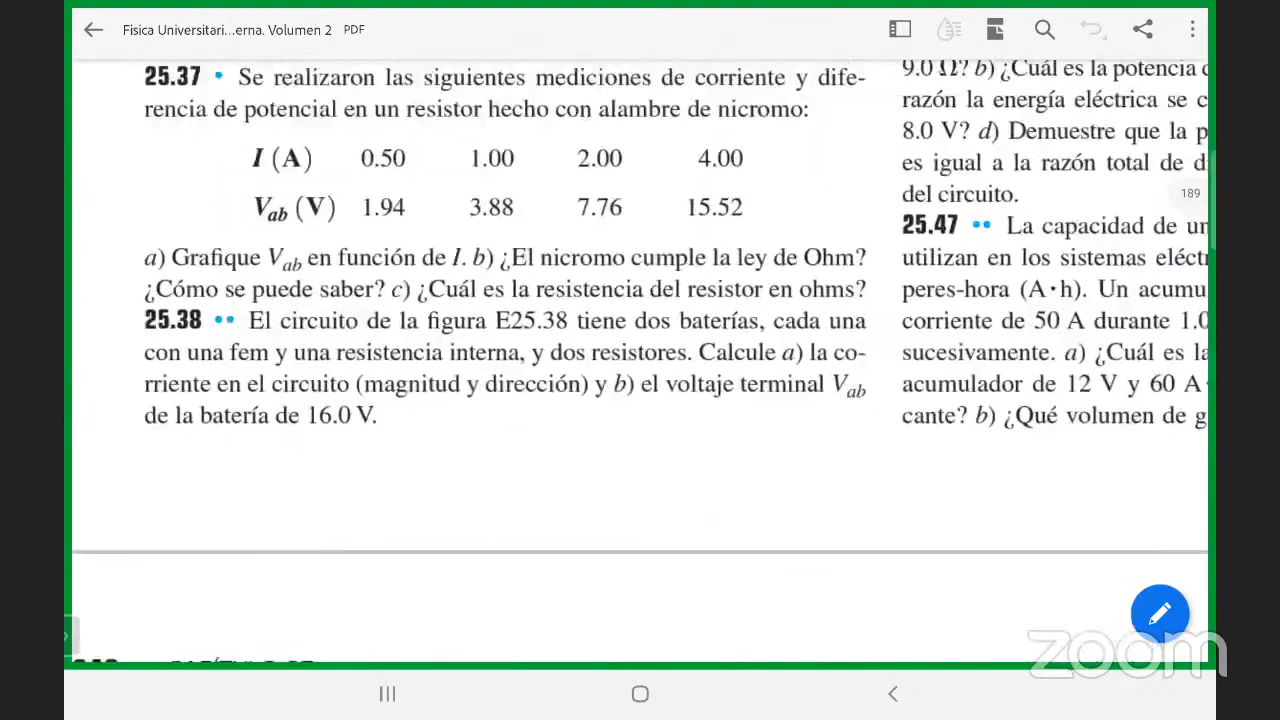 Fisica Universitari...erna. Volumen 2 PDF
25.37 • Se realizaron las siguientes mediciones de corriente y dife-
rencia de potencial en un resistor hecho con alambre de nicromo:
I (A) 0.50 1.00 2.00 4.00
Vab (V) 1.94 3.88 7.76 15.52
a) Grafique Vab en función de I. b) ¿El nicromo cumple la ley de Ohm?
¿Cómo se puede saber? c) ¿Cuál es la resistencia del resistor en ohms?
25.38 •• El circuito de la figura E25.38 tiene dos baterías, cada una
con una fem y una resistencia interna, y dos resistores. Calcule a) la co-
rriente en el circuito (magnitud y dirección) y b) el voltaje terminal Vab
de la batería de 16.0 V.
9.0 Ω? b) ¿Cuál es la potencia
razón la energía eléctrica se
8.0 V? d) Demuestre que la
es igual a la razón total de
del circuito.
189
25.47 •• La capacidad de
utilizan en los sistemas
peres-hora (A·h). Un
corriente de 50 A durante
sucesivamente. a) ¿Cuál es
acumulador de 12 V y 60 A
cante? b) ¿Qué volumen de
zoom